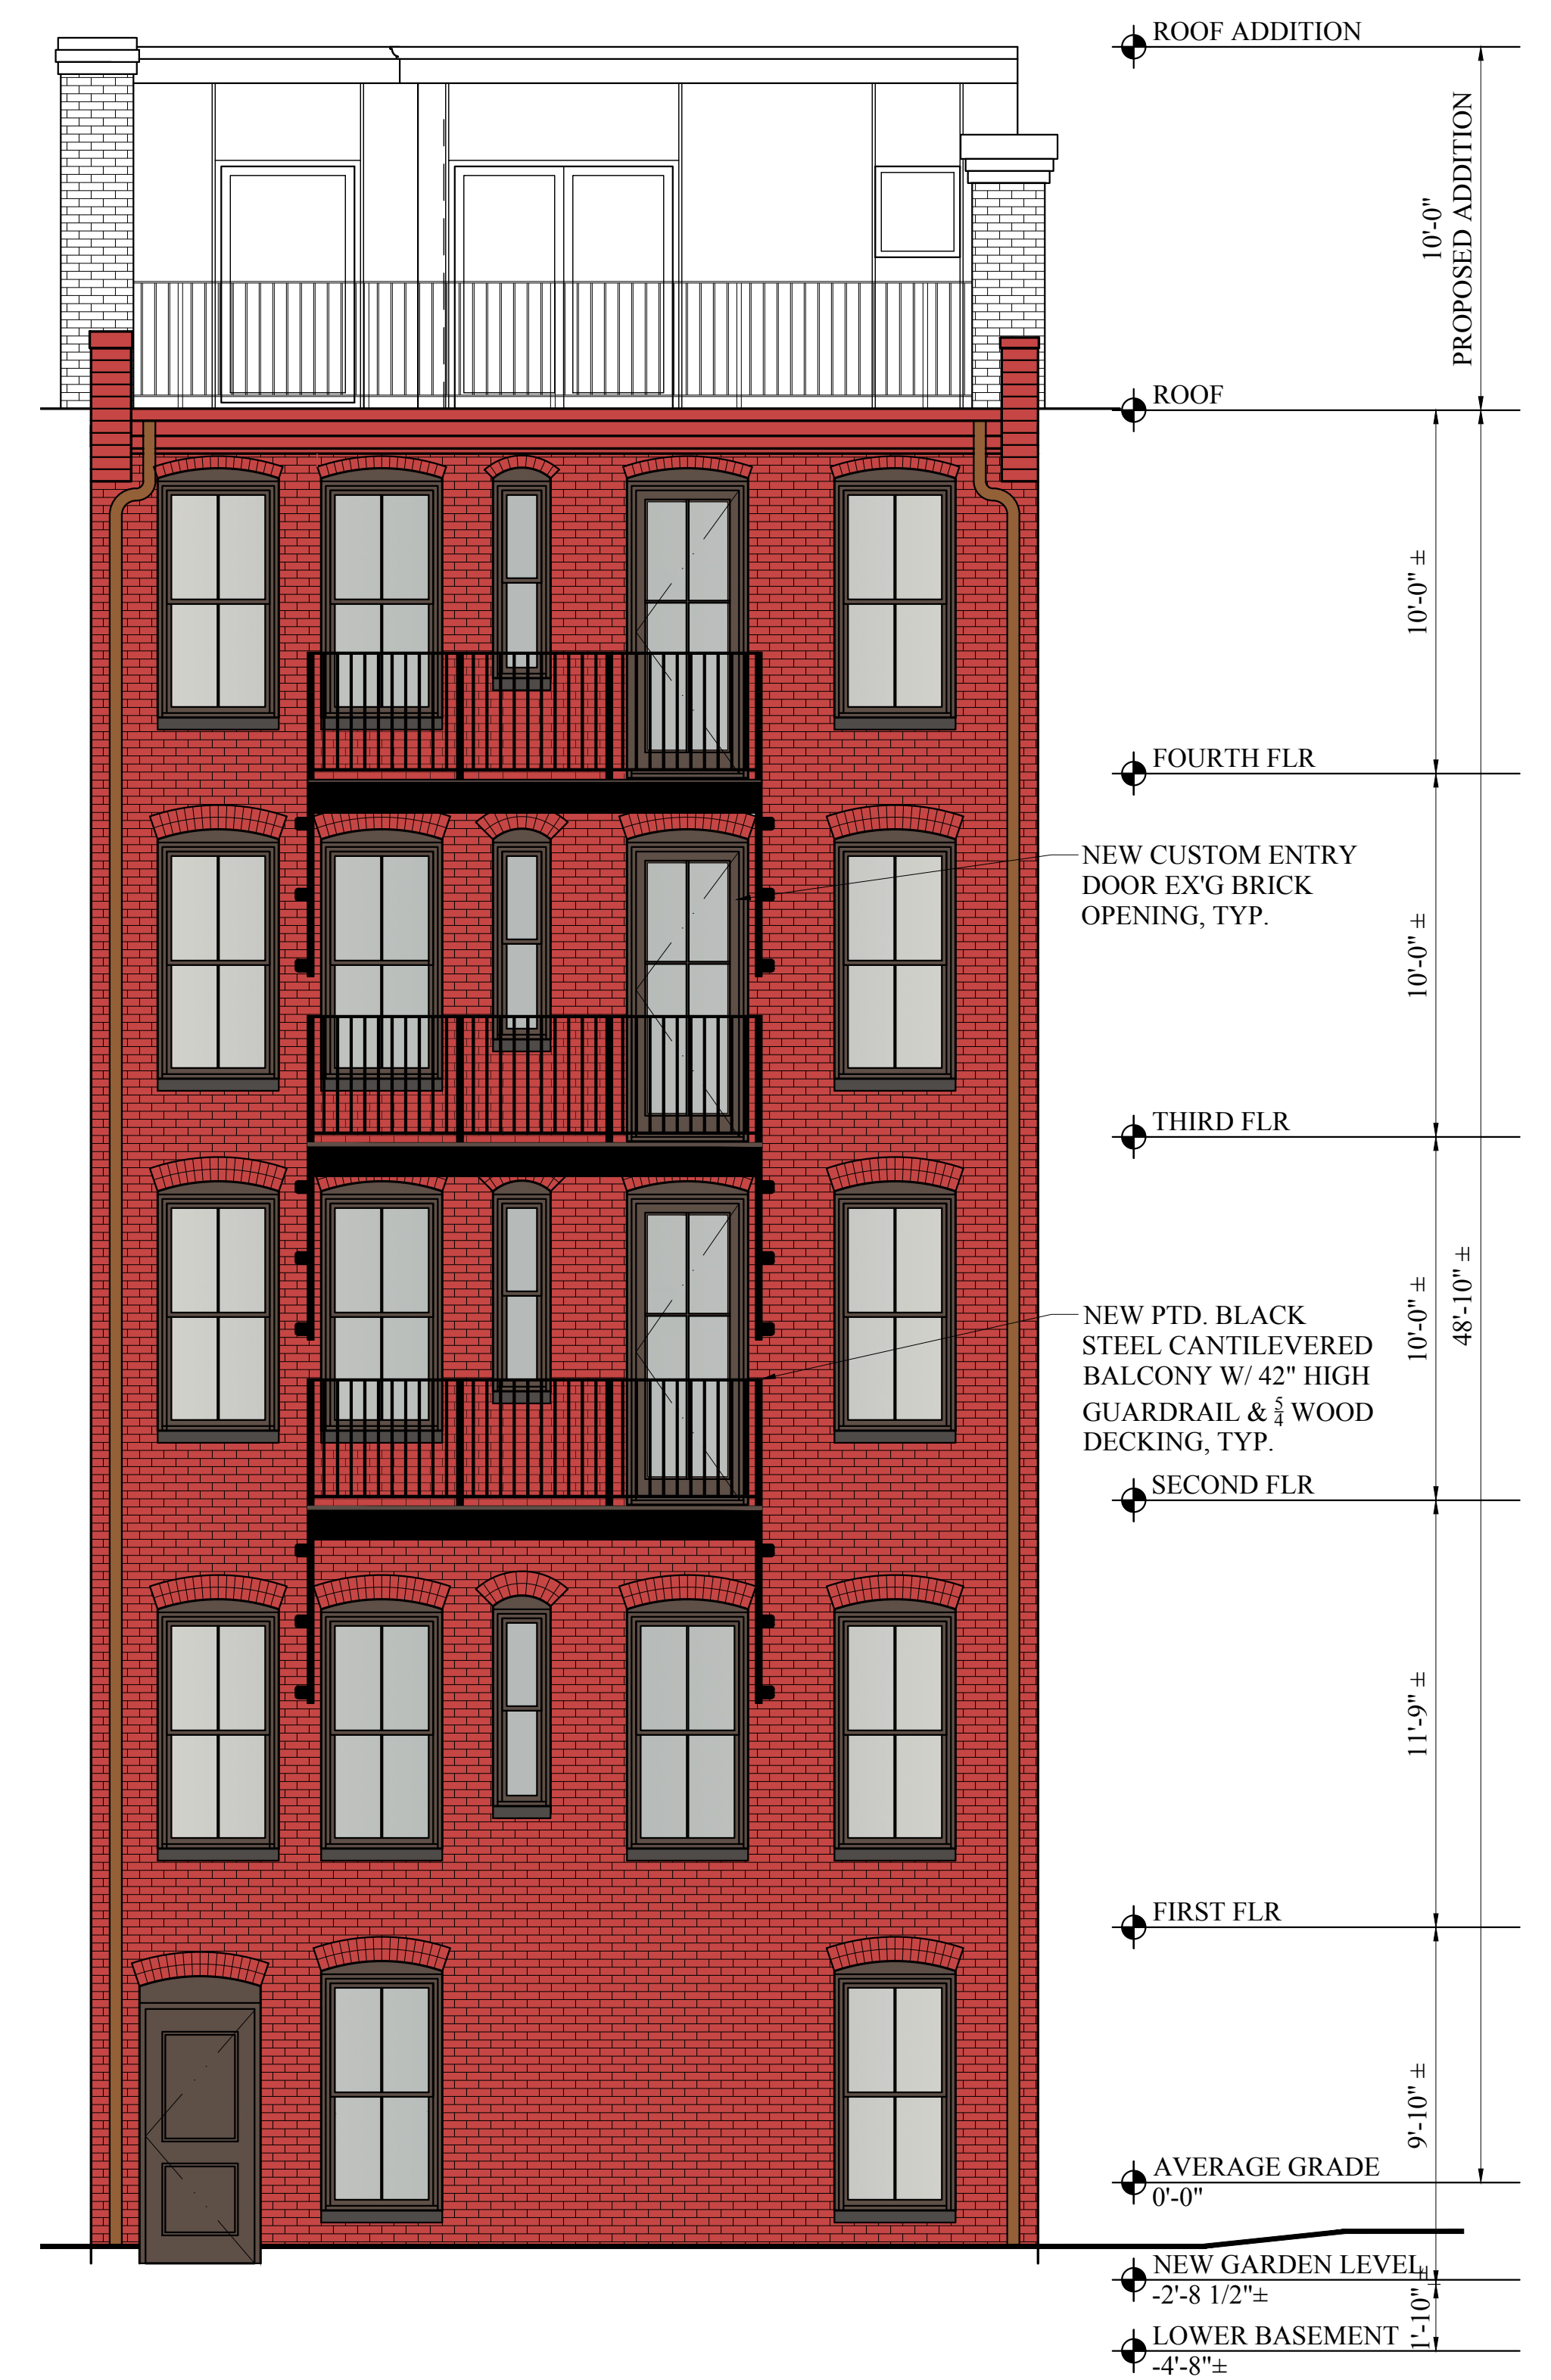 ROOF ADDITION
10'-0"
PROPOSED ADDITION
ROOF
10'-0" ±
FOURTH FLR
NEW CUSTOM ENTRY
DOOR EX'G BRICK
OPENING, TYP.
10'-0" ±
THIRD FLR
10'-0" ±
48'-10" ±
NEW PTD. BLACK
STEEL CANTILEVERED
BALCONY W/ 42" HIGH
GUARDRAIL & 5/4 WOOD
DECKING, TYP.
SECOND FLR
11'-9" ±
FIRST FLR
9'-10" ±
AVERAGE GRADE
0'-0"
NEW GARDEN LEVEL
-2'-8 1/2"±
1'-10" ±
LOWER BASEMENT
-4'-8"±